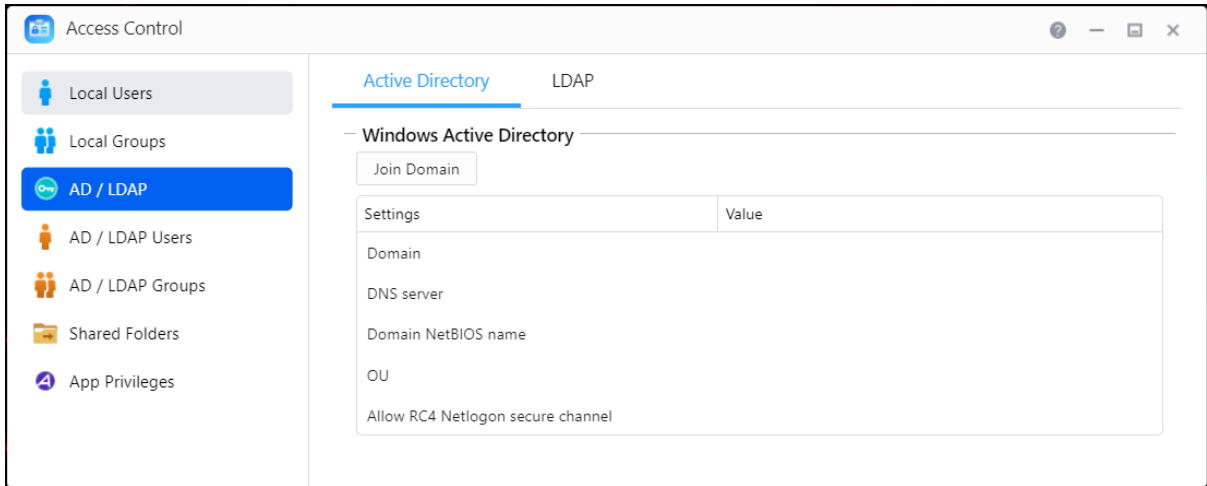 Access Control
Local Users
Local Groups
AD / LDAP
AD / LDAP Users
AD / LDAP Groups
Shared Folders
App Privileges
Active Directory LDAP
Windows Active Directory
Join Domain
Settings Value
Domain
DNS server
Domain NetBIOS name
OU
Allow RC4 Netlogon secure channel